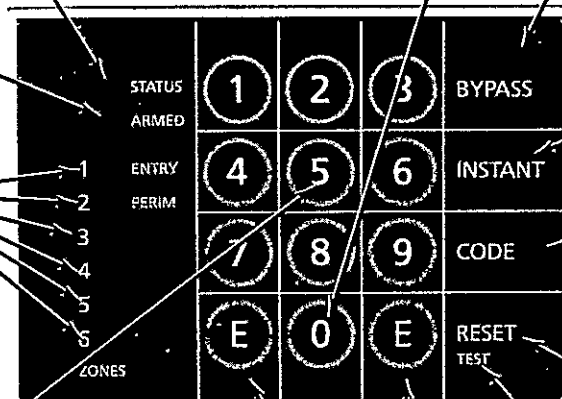 STATUS
ARMED
1 ENTRY
2 PERIM
3
4
5
6
ZONES
1 2 3 BYPASS
4 5 6 INSTANT
7 8 9 CODE
E 0 E RESET
TEST